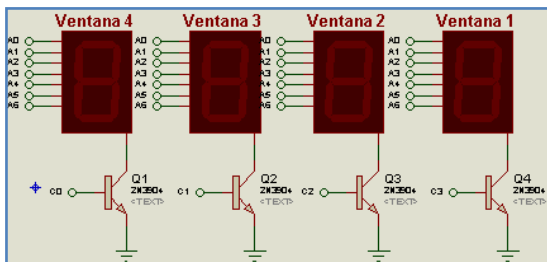 Ventana 4 Ventana 3 Ventana 2 Ventana 1
A0 A0 A0 A0
A1 A1 A1 A1
A2 A2 A2 A2
A3 A3 A3 A3
A4 A4 A4 A4
A5 A5 A5 A5
A6 A6 A6 A6
Q1 Q2 Q3 Q4
C0 2N3904 C1 2N3904 C2 2N3904 C3 2N3904
<TEXT> <TEXT> <TEXT> <TEXT>